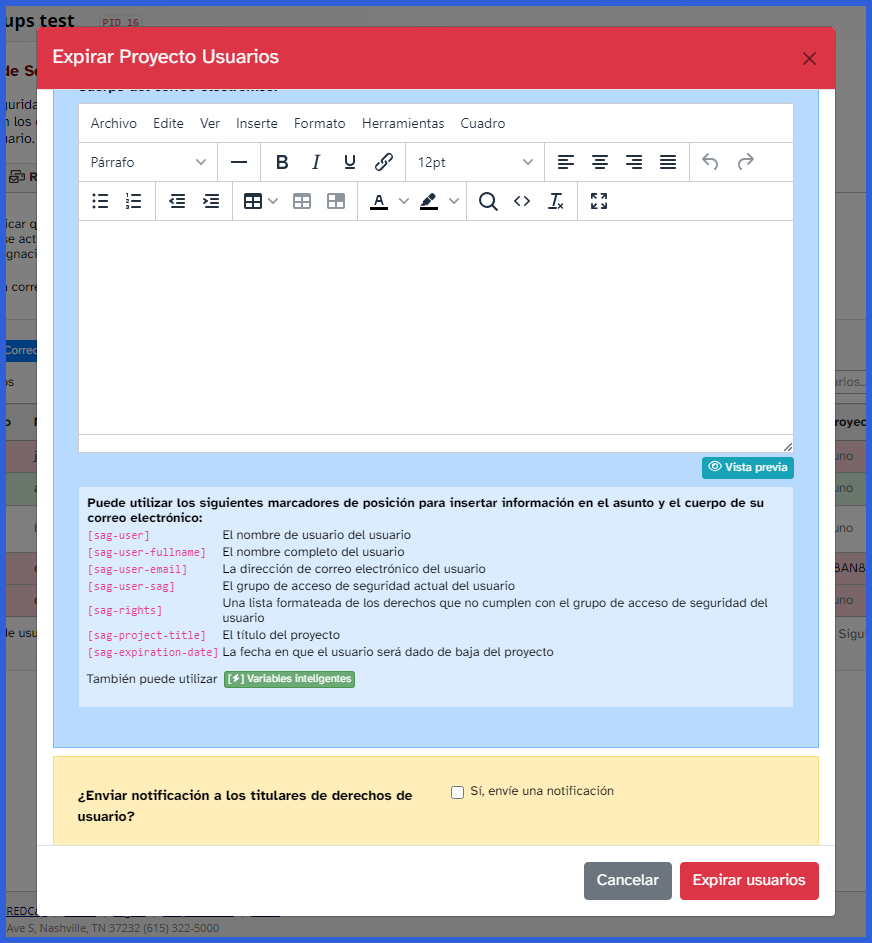 ups test PID 16
Expirar Proyecto Usuarios
Cuerpo del correo electrónico:
Archivo Edite Ver Inserte Formato Herramientas Cuadro
Párrafo B I U 12pt
A
Vista previa
Puede utilizar los siguientes marcadores de posición para insertar información en el asunto y el cuerpo de su
correo electrónico:
[sag-user] El nombre de usuario del usuario
[sag-user-fullname] El nombre completo del usuario
[sag-user-email] La dirección de correo electrónico del usuario
[sag-user-sag] El grupo de acceso de seguridad actual del usuario
[sag-rights] Una lista formateada de los derechos que no cumplen con el grupo de acceso de seguridad del
usuario
[sag-project-title] El título del proyecto
[sag-expiration-date] La fecha en que el usuario será dado de baja del proyecto
También puede utilizar [⚡] Variables inteligentes
¿Enviar notificación a los titulares de derechos de
usuario?
Sí, envíe una notificación
Cancelar Expirar usuarios
Ave S, Nashville, TN 37232 (615) 322-5000